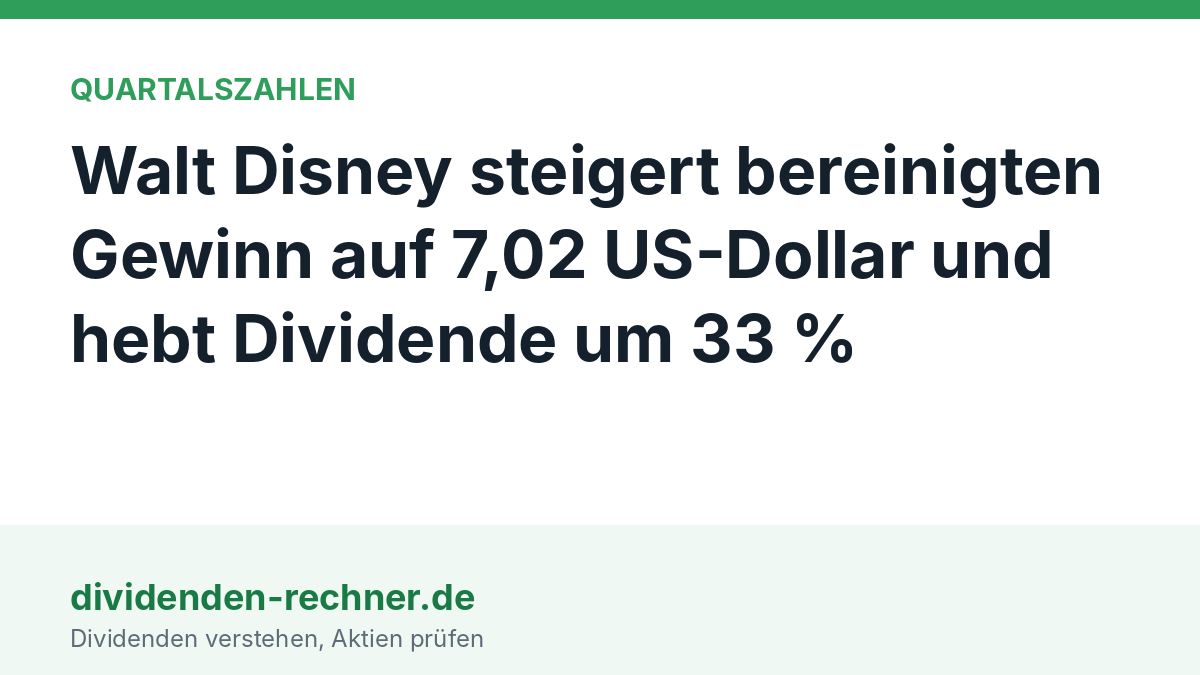 QUARTALSZAHLEN
Walt Disney steigert bereinigten
Gewinn auf 7,02 US-Dollar und
hebt Dividende um 33 %
dividenden-rechner.de
Dividenden verstehen, Aktien prüfen